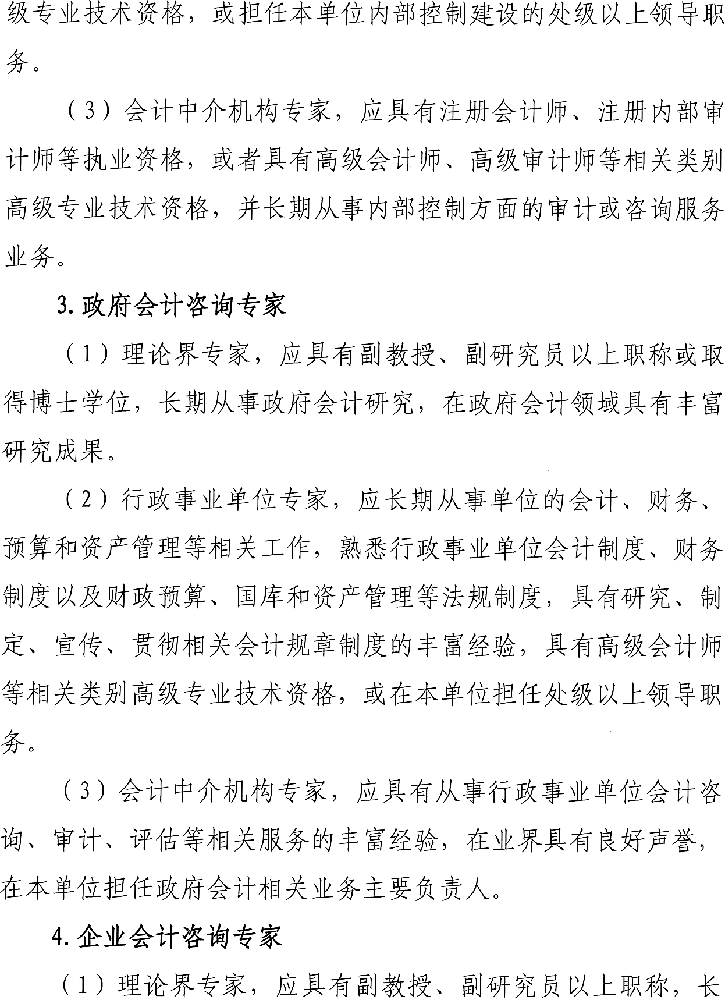 级专业技术资格，或担任本单位内部控制建设的处级以上领导职
务。
（3）会计中介机构专家，应具有注册会计师、注册内部审
计师等执业资格，或者具有高级会计师、高级审计师等相关类别
高级专业技术资格，并长期从事内部控制方面的审计或咨询服务
业务。
3.政府会计咨询专家
（1）理论界专家，应具有副教授、副研究员以上职称或取
得博士学位，长期从事政府会计研究，在政府会计领域具有丰富
研究成果。
（2）行政事业单位专家，应长期从事单位的会计、财务、
预算和资产管理等相关工作，熟悉行政事业单位会计制度、财务
制度以及财政预算、国库和资产管理等法规制度，具有研究、制
定、宣传、贯彻相关会计规章制度的丰富经验，具有高级会计师
等相关类别高级专业技术资格，或在本单位担任处级以上领导职
务。
（3）会计中介机构专家，应具有从事行政事业单位会计咨
询、审计、评估等相关服务的丰富经验，在业界具有良好声誉，
在本单位担任政府会计相关业务主要负责人。
4.企业会计咨询专家
（1）理论界专家，应具有副教授、副研究员以上职称，长